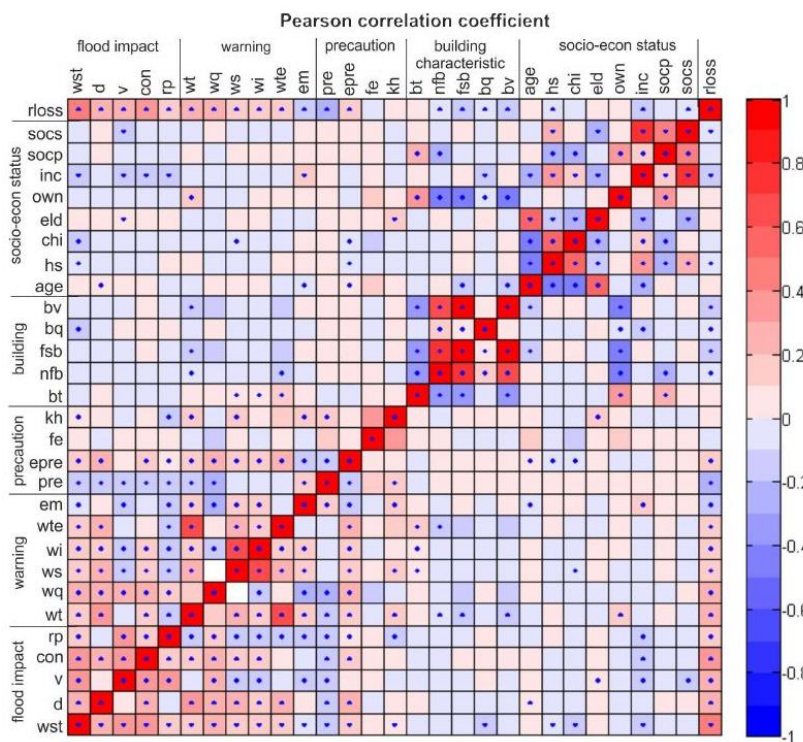 Pearson correlation coefficient
flood impact warning precaution building characteristic socio-econ status
wst d v con rp wt wq ws wi wte em pre epre fe kh bt nfb fsb bq bv age hs chi eld own inc socp socs rloss
rloss
socio-econ status
socs
socp
inc
own
eld
chi
hs
age
building
bv
bq
fsb
nfb
bt
precaution
kh
fe
epre
pre
warning
em
wte
wi
ws
wq
wt
flood impact
rp
con
v
d
wst
1
0.8
0.6
0.4
0.2
0
-0.2
-0.4
-0.6
-0.8
-1